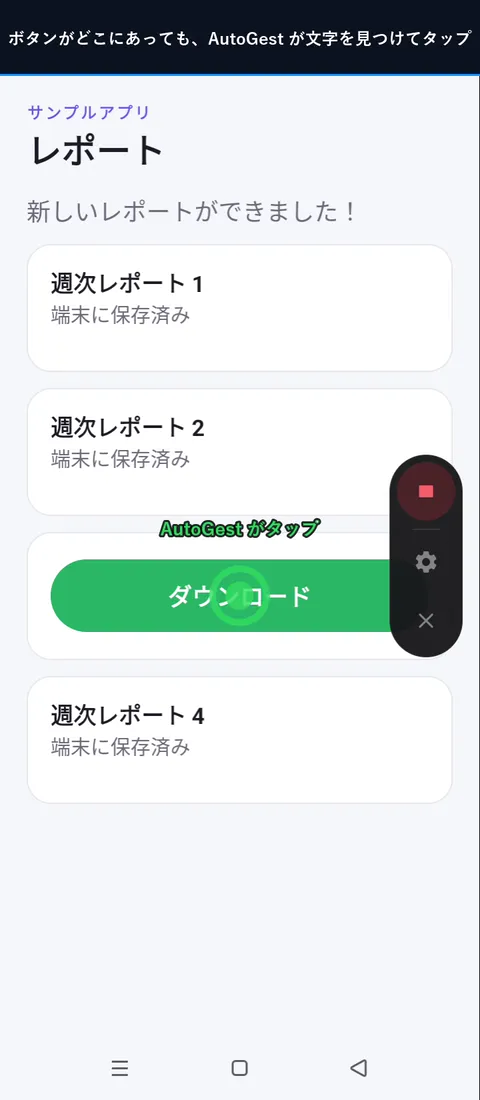 ボタンがどこにあっても、AutoGest が文字を見つけてタップ
サンプルアプリ
レポート
新しいレポートができました！
週次レポート 1
端末に保存済み
週次レポート 2
端末に保存済み
AutoGest がタップ
ダウンロード
週次レポート 4
端末に保存済み